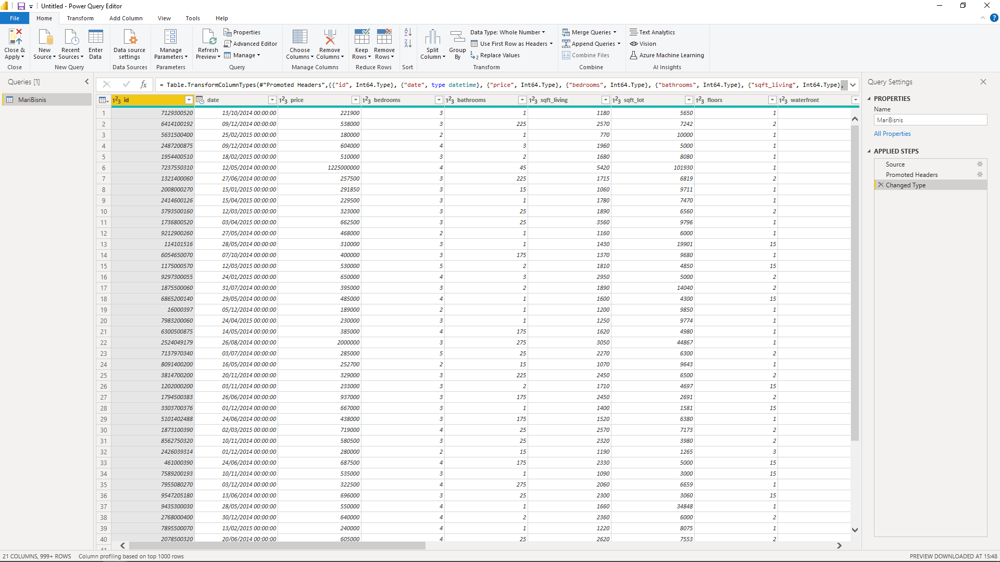 Untitled - Power Query Editor
File Home Transform Add Column View Tools Help
Close & Apply
New Source
Recent Sources
Enter Data
Data source settings
Manage Parameters
Refresh Preview
Properties
Advanced Editor
Manage
Choose Columns
Remove Columns
Keep Rows
Remove Rows
Split Column
Group By
Data Type: Whole Number
Use First Row as Headers
Replace Values
Merge Queries
Append Queries
Combine Files
Text Analytics
Vision
Azure Machine Learning
Close New Query Data Sources Parameters Query Manage Columns Reduce Rows Sort Transform Combine AI Insights
Queries [1]
MariBisnis
= Table.TransformColumnTypes(#"Promoted Headers",{{"id", Int64.Type}, {"date", type datetime}, {"price", Int64.Type}, {"bedrooms", Int64.Type}, {"bathrooms", Int64.Type}, {"sqft_living", Int64.Type},
id date price bedrooms bathrooms sqft_living sqft_lot floors waterfront
1 7129300520 13/10/2014 00:00:00 221900 3 1 1180 5650 1
2 6414100192 09/12/2014 00:00:00 538000 3 225 2570 7242 2
3 5631500400 25/02/2015 00:00:00 180000 2 1 770 10000 1
4 2487200875 09/12/2014 00:00:00 604000 4 3 1960 5000 1
5 1954400510 18/02/2015 00:00:00 510000 3 2 1680 8080 1
6 7237550310 12/05/2014 00:00:00 1225000000 4 45 5420 101930 1
7 1321400060 27/06/2014 00:00:00 257500 3 225 1715 6819 2
8 2008000270 15/01/2015 00:00:00 291850 3 15 1060 9711 1
9 2414600126 15/04/2015 00:00:00 229500 3 1 1780 7470 1
10 3793500160 12/03/2015 00:00:00 323000 3 25 1890 6560 2
11 1736800520 03/04/2015 00:00:00 662500 3 25 3560 9796 1
12 9212900260 27/05/2014 00:00:00 468000 2 1 1160 6000 1
13 114101516 28/05/2014 00:00:00 310000 3 1 1430 19901 15
14 6054650070 07/10/2014 00:00:00 400000 3 175 1370 9680 1
15 1175000570 12/03/2015 00:00:00 530000 5 2 1810 4850 15
16 9297300055 24/01/2015 00:00:00 650000 4 3 2950 5000 2
17 1875500060 31/07/2014 00:00:00 395000 3 2 1890 14040 2
18 6865200140 29/05/2014 00:00:00 485000 4 1 1600 4300 15
19 16000397 05/12/2014 00:00:00 189000 2 1 1200 9850 1
20 7983200060 24/04/2015 00:00:00 230000 3 1 1250 9774 1
21 6300500875 14/05/2014 00:00:00 385000 4 175 1620 4980 1
22 2524049179 26/08/2014 00:00:00 2000000 3 275 3050 44867 1
23 7137970340 03/07/2014 00:00:00 285000 5 25 2270 6300 2
24 8091400200 16/05/2014 00:00:00 252700 2 15 1070 9643 1
25 3814700200 20/11/2014 00:00:00 329000 3 225 2450 6500 2
26 1202000200 03/11/2014 00:00:00 233000 3 2 1710 4697 15
27 1794500383 26/06/2014 00:00:00 937000 3 175 2450 2691 2
28 3303700376 01/12/2014 00:00:00 667000 3 1 1400 1581 15
29 5101402488 24/06/2014 00:00:00 438000 3 175 1520 6380 1
30 1873100390 02/03/2015 00:00:00 719000 4 25 2570 7173 2
31 8562750320 10/11/2014 00:00:00 580500 3 25 2320 3980 2
32 2426039314 01/12/2014 00:00:00 280000 2 15 1190 1265 3
33 461000390 24/06/2014 00:00:00 687500 4 175 2330 5000 15
34 7589200193 10/11/2014 00:00:00 535000 3 1 1090 3000 15
35 7955080270 03/12/2014 00:00:00 322500 4 275 2060 6659 1
36 9547205180 13/06/2014 00:00:00 696000 3 25 2300 3060 15
37 9435300030 28/05/2014 00:00:00 550000 4 1 1660 34848 1
38 2768000400 30/12/2014 00:00:00 640000 4 2 2360 6000 2
39 7895500070 13/02/2015 00:00:00 240000 4 1 1220 8075 1
40 2078500320 20/06/2014 00:00:00 605000 4 25 2620 7553 2
41
Query Settings
PROPERTIES
Name
MariBisnis
All Properties
APPLIED STEPS
Source
Promoted Headers
Changed Type
21 COLUMNS, 999+ ROWS Column profiling based on top 1000 rows
PREVIEW DOWNLOADED AT 15:48